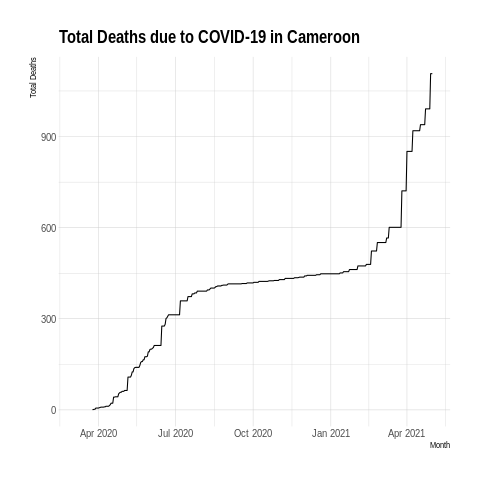 Total Deaths due to COVID-19 in Cameroon
Total Deaths
900
600
300
0
Apr 2020 Jul 2020 Oct 2020 Jan 2021 Apr 2021
Month